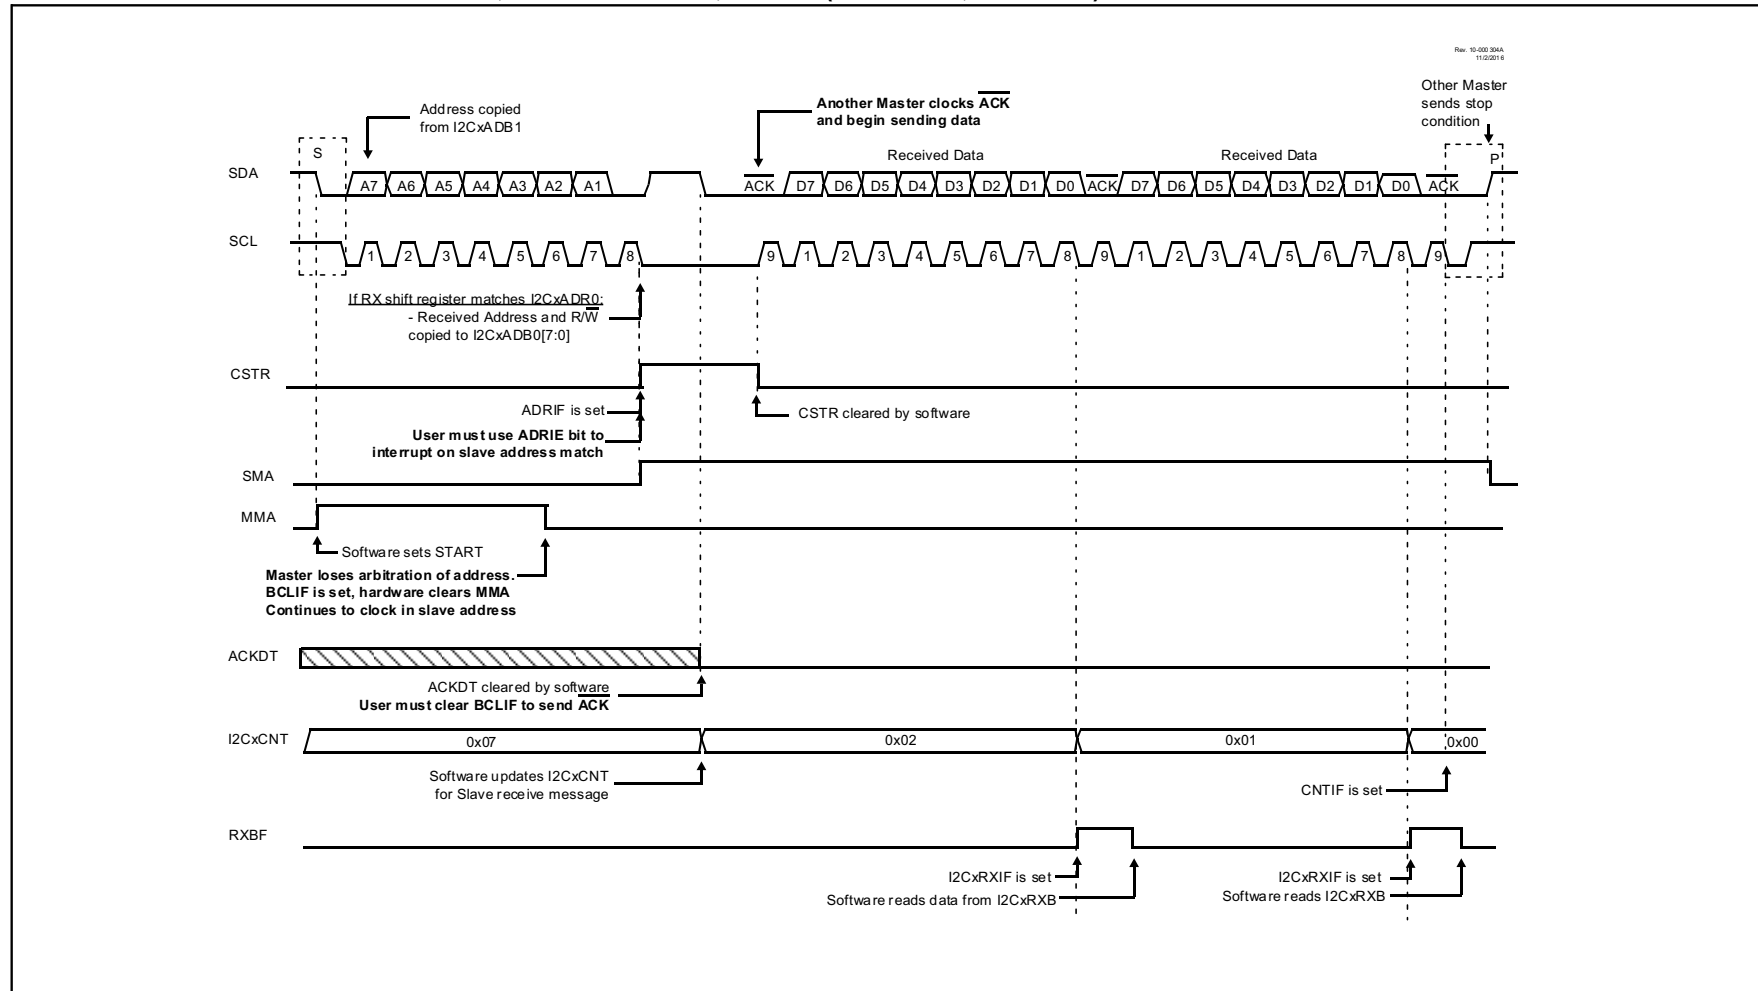 Rev. 10-000 304A
11/2/2016
Other Master
sends stop
condition
Address copied
from I2CxADB1
Another Master clocks ACK
and begin sending data
S
Received Data
Received Data
P
SDA
A7 A6 A5 A4 A3 A2 A1 ACK D7 D6 D5 D4 D3 D2 D1 D0 ACK D7 D6 D5 D4 D3 D2 D1 D0 ACK
SCL
1 2 3 4 5 6 7 8 9 1 2 3 4 5 6 7 8 9 1 2 3 4 5 6 7 8 9
If RX shift register matches I2CxADR0:
- Received Address and R/W
copied to I2CxADB0[7:0]
CSTR
ADRIF is set
CSTR cleared by software
User must use ADRIE bit to
interrupt on slave address match
SMA
MMA
Software sets START
Master loses arbitration of address.
BCLIF is set, hardware clears MMA
Continues to clock in slave address
ACKDT
ACKDT cleared by software
User must clear BCLIF to send ACK
I2CxCNT
0x07 0x02 0x01 0x00
Software updates I2CxCNT
for Slave receive message
CNTIF is set
RXBF
I2CxRXIF is set
Software reads data from I2CxRXB
I2CxRXIF is set
Software reads I2CxRXB